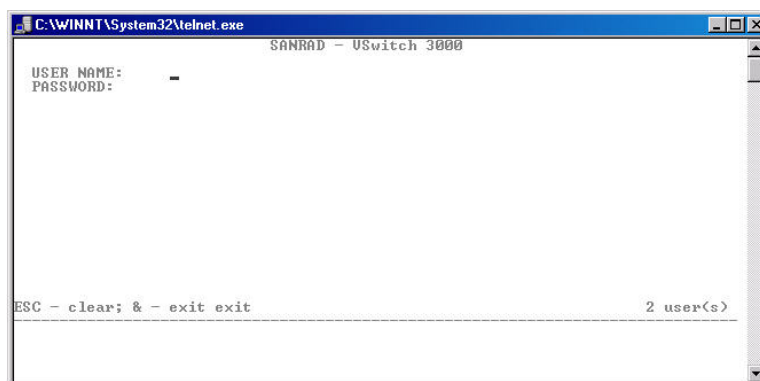 C:\WINNT\System32\telnet.exe
SANRAD - VSwitch 3000
USER NAME:
PASSWORD:
ESC - clear; & - exit exit 2 user(s)